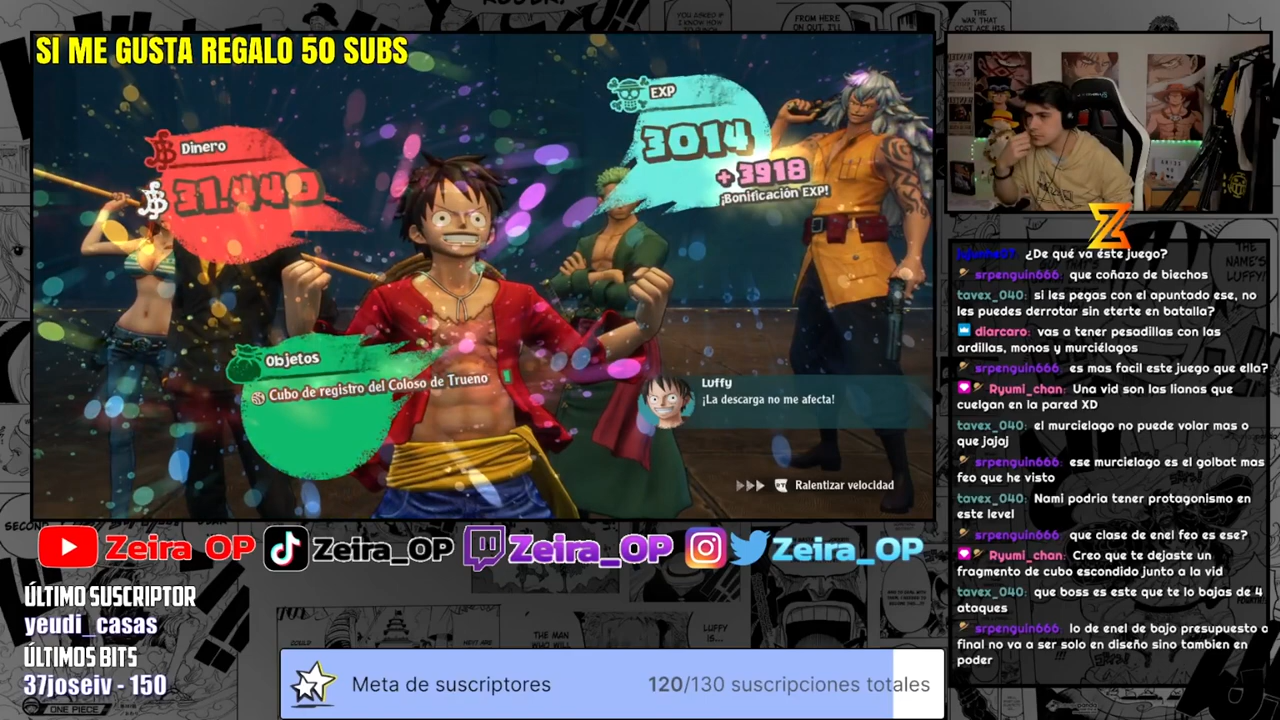 SI ME GUSTA REGALO 50 SUBS
EXP
3014
+ 3918
¡Bonificación EXP!
Dinero
31.440
Objetos
Cubo de registro del Coloso de Trueno
Luffy
¡La descarga no me afecta!
Ralentizar velocidad
Zeira OP
Zeira_OP
Zeira_OP
Zeira_OP
ÚLTIMO SUSCRIPTOR
yeudi_casas
ÚLTIMOS BITS
37joseiv - 150
ONE PIECE
Meta de suscriptores
120/130 suscripciones totales
¿De qué va este juego?
srpenguin666: que coñazo de biechos
tavex_040: si les pegas con el apuntado ese, no
les puedes derrotar sin eterte en batalla?
diarcaro: vas a tener pesadillas con las
ardillas, monos y murciélagos
srpenguin666: es mas facil este juego que ella?
Ryumi_chan: Una vid son las lianas que
cuelgan en la pared XD
tavex_040: el murcielago no puede volar mas o
que jajaj
srpenguin666: ese murcielago es el golbat mas
feo que he visto
tavex_040: Nami podria tener protagonismo en
este level
srpenguin666: que clase de enel feo es ese?
Ryumi_chan: Creo que te dejaste un
fragmento de cubo escondido junto a la vid
tavex_040: que boss es este que te lo bajas de 4
ataques
srpenguin666: lo de enel de bajo presupuesto a
final no va a ser solo en diseño sino tambien en
poder